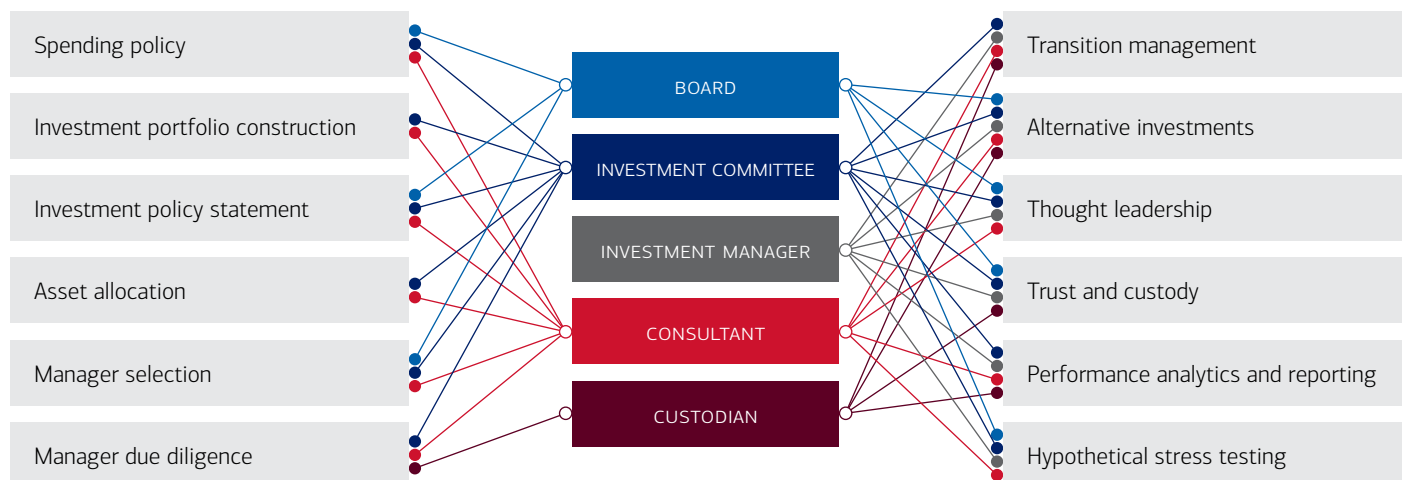 Spending policy
Investment portfolio construction
Investment policy statement
Asset allocation
Manager selection
Manager due diligence
BOARD
INVESTMENT COMMITTEE
INVESTMENT MANAGER
CONSULTANT
CUSTODIAN
Transition management
Alternative investments
Thought leadership
Trust and custody
Performance analytics and reporting
Hypothetical stress testing